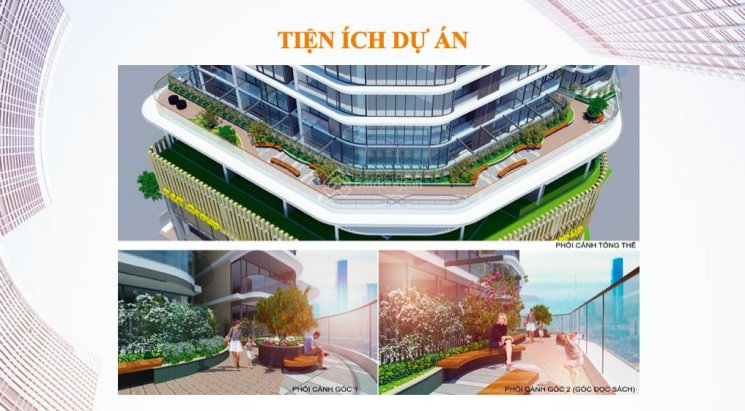 TIỆN ÍCH DỰ ÁN
PHỐI CẢNH TỔNG THỂ
PHỐI CẢNH GÓC 1
PHỐI CẢNH GÓC 2 (GÓC ĐỌC SÁCH)